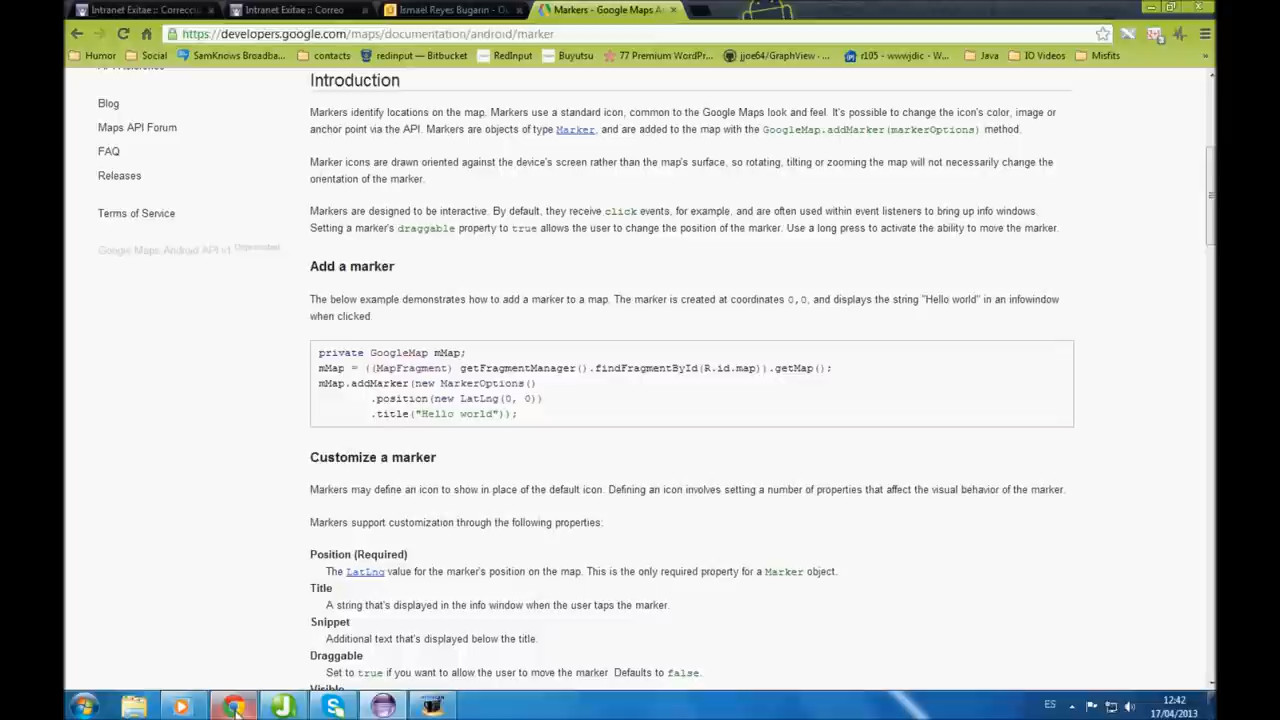 Intranet Exitae :: Correcci
Intranet Exitae :: Correo
Ismael Reyes Bugarin - O
Markers - Google Maps A
https://developers.google.com/maps/documentation/android/marker
Humor
Social
SamKnows Broadba...
contacts
redinput — Bitbucket
RedInput
Buyutsu
77 Premium WordPr...
jjoe64/GraphView · ...
r105 - wwwjdic - W...
Java
IO Videos
Misfits
Blog
Maps API Forum
FAQ
Releases
Terms of Service
Google Maps Android API v1 Deprecated
Introduction
Markers identify locations on the map. Markers use a standard icon, common to the Google Maps look and feel. It's possible to change the icon's color, image or
anchor point via the API. Markers are objects of type Marker, and are added to the map with the GoogleMap.addMarker(markerOptions) method.
Marker icons are drawn oriented against the device's screen rather than the map's surface, so rotating, tilting or zooming the map will not necessarily change the
orientation of the marker.
Markers are designed to be interactive. By default, they receive click events, for example, and are often used within event listeners to bring up info windows.
Setting a marker's draggable property to true allows the user to change the position of the marker. Use a long press to activate the ability to move the marker.
Add a marker
The below example demonstrates how to add a marker to a map. The marker is created at coordinates 0,0, and displays the string "Hello world" in an infowindow
when clicked.
private GoogleMap mMap;
mMap = ((MapFragment) getFragmentManager().findFragmentById(R.id.map)).getMap();
mMap.addMarker(new MarkerOptions()
.position(new LatLng(0, 0))
.title("Hello world"));
Customize a marker
Markers may define an icon to show in place of the default icon. Defining an icon involves setting a number of properties that affect the visual behavior of the marker.
Markers support customization through the following properties:
Position (Required)
The LatLng value for the marker's position on the map. This is the only required property for a Marker object.
Title
A string that's displayed in the info window when the user taps the marker.
Snippet
Additional text that's displayed below the title.
Draggable
Set to true if you want to allow the user to move the marker. Defaults to false.
Visible
ES
12:42
17/04/2013